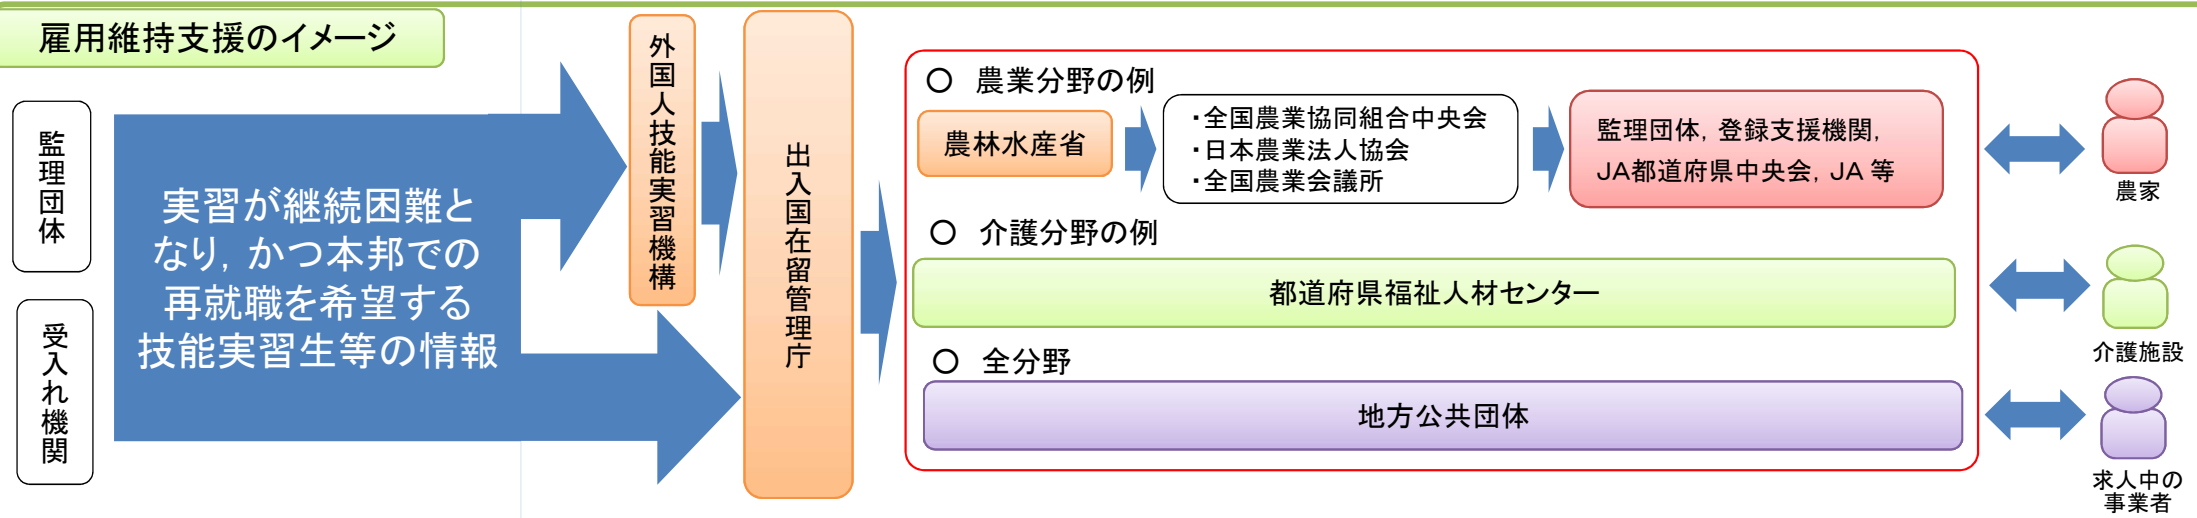 雇用維持支援のイメージ
監理団体
受入れ機関
実習が継続困難と
なり，かつ本邦での
再就職を希望する
技能実習生等の情報
外国人技能実習機構
出入国在留管理庁
○ 農業分野の例
農林水産省
・全国農業協同組合中央会
・日本農業法人協会
・全国農業会議所
監理団体，登録支援機関，
JA都道府県中央会，JA 等
農家
○ 介護分野の例
都道府県福祉人材センター
介護施設
○ 全分野
地方公共団体
求人中の
事業者